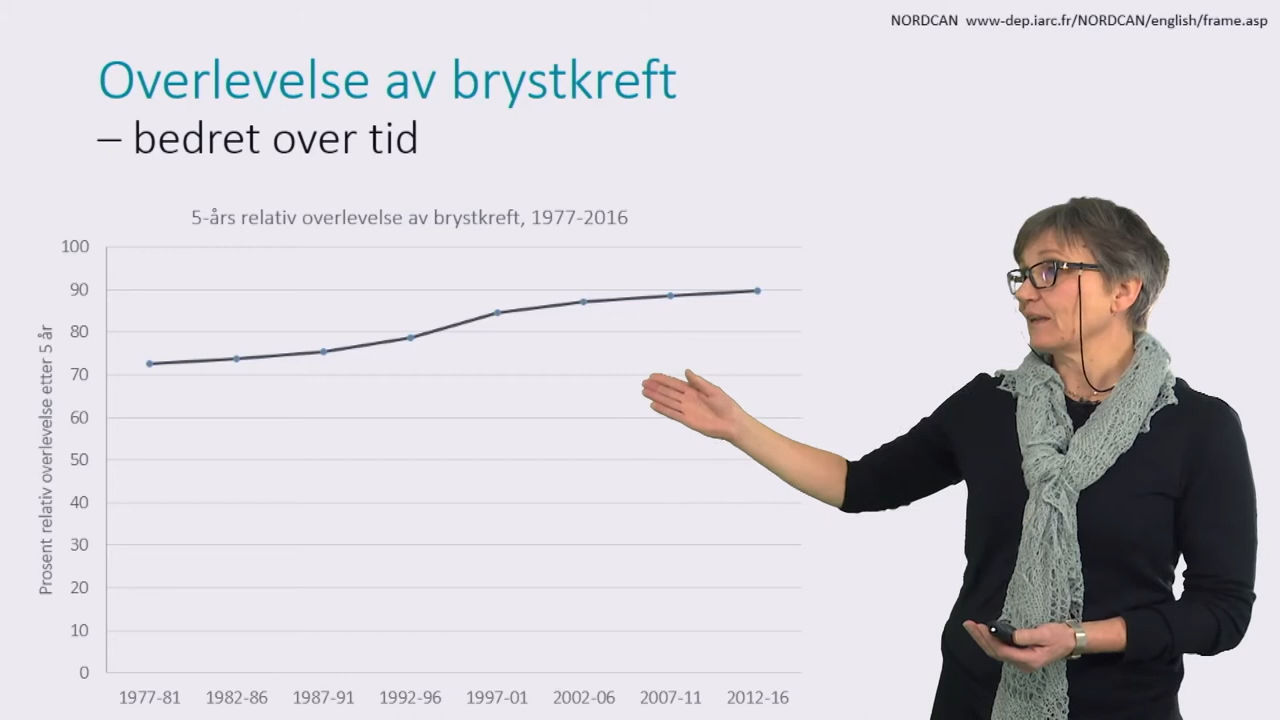 NORDCAN www-dep.iarc.fr/NORDCAN/english/frame.asp
Overlevelse av brystkreft
– bedret over tid
5-års relativ overlevelse av brystkreft, 1977-2016
Prosent relativ overlevelse etter 5 år
100
90
80
70
60
50
40
30
20
10
0
1977-81 1982-86 1987-91 1992-96 1997-01 2002-06 2007-11 2012-16